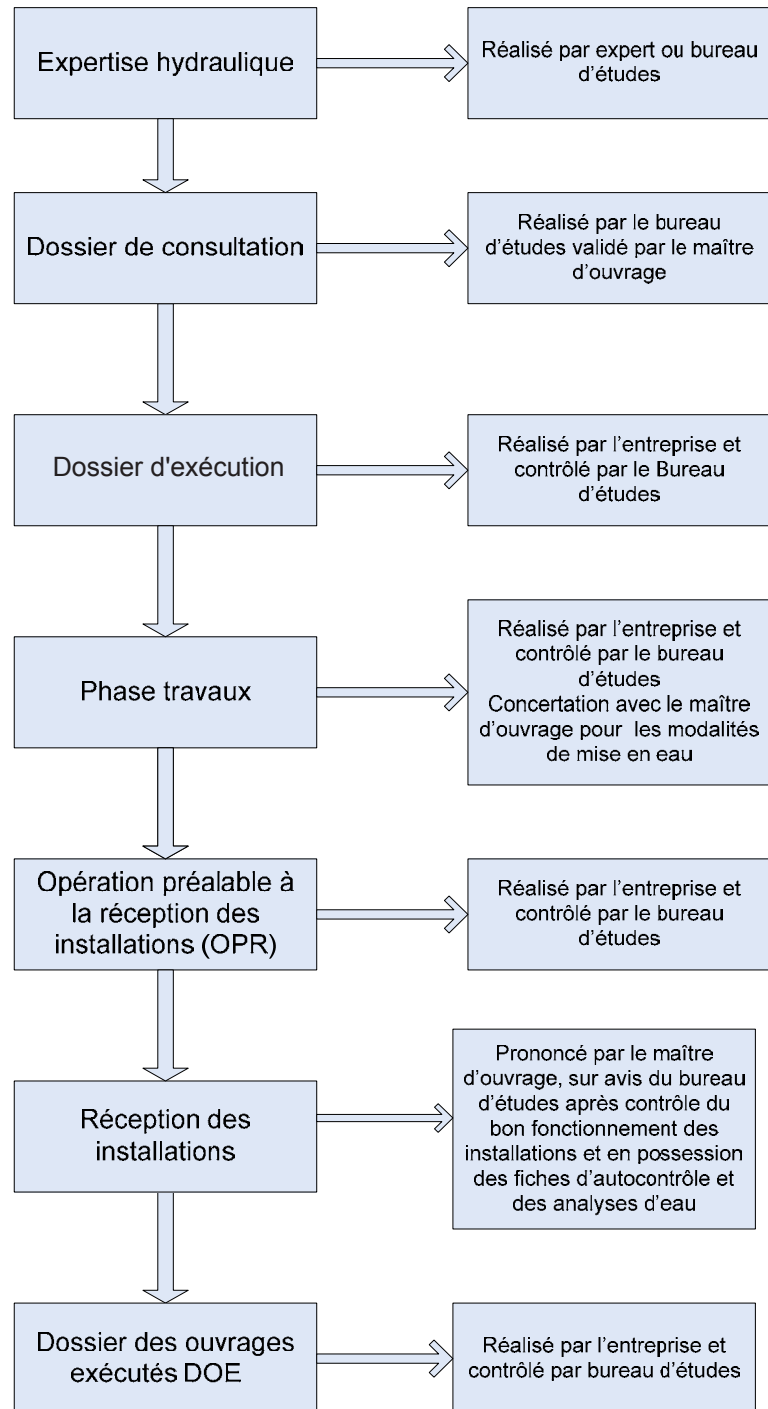 Expertise hydraulique
Réalisé par expert ou bureau
d'études
Dossier de consultation
Réalisé par le bureau
d'études validé par le maître
d'ouvrage
Dossier d'exécution
Réalisé par l'entreprise et
contrôlé par le Bureau
d'études
Phase travaux
Réalisé par l'entreprise et
contrôlé par le bureau
d'études
Concertation avec le maître
d'ouvrage pour les modalités
de mise en eau
Opération préalable à
la réception des
installations (OPR)
Réalisé par l'entreprise et
contrôlé par le bureau
d'études
Réception des
installations
Prononcé par le maître
d'ouvrage, sur avis du bureau
d'études après contrôle du
bon fonctionnement des
installations et en possession
des fiches d'autocontrôle et
des analyses d'eau
Dossier des ouvrages
exécutés DOE
Réalisé par l'entreprise et
contrôlé par bureau d'études